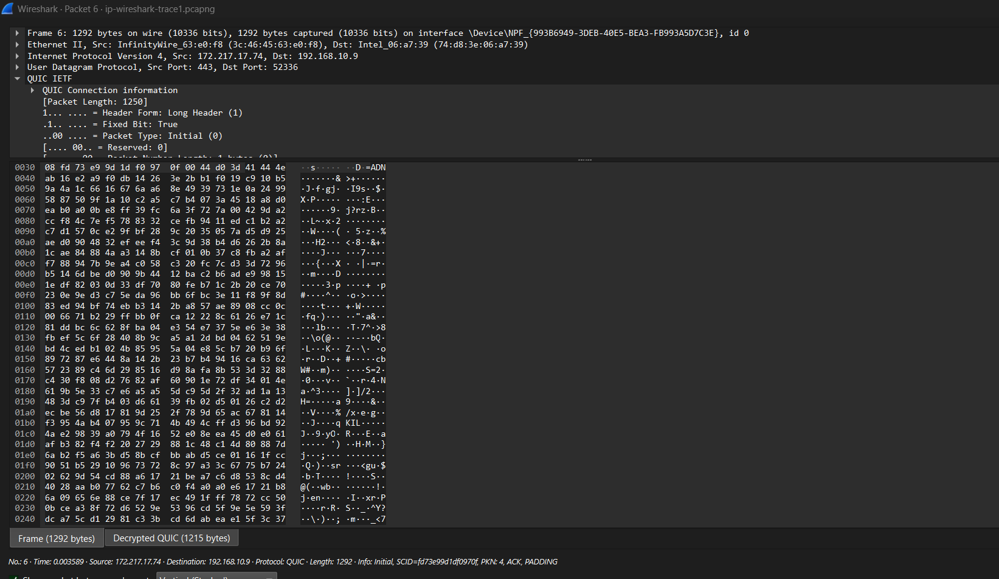 Wireshark · Packet 6 · ip-wireshark-trace1.pcapng
Frame 6: 1292 bytes on wire (10336 bits), 1292 bytes captured (10336 bits) on interface \Device\NPF_{993B6949-3DEB-40E5-BEA3-FB993A5D7C3E}, id 0
Ethernet II, Src: InfinityWire_63:e0:f8 (3c:46:45:63:e0:f8), Dst: Intel_06:a7:39 (74:d8:3e:06:a7:39)
Internet Protocol Version 4, Src: 172.217.17.74, Dst: 192.168.10.9
User Datagram Protocol, Src Port: 443, Dst Port: 52336
QUIC IETF
QUIC Connection information
[Packet Length: 1250]
1... .... = Header Form: Long Header (1)
.1.. .... = Fixed Bit: True
..00 .... = Packet Type: Initial (0)
[.... 00.. = Reserved: 0]
0030 08 fd 73 e9 9d 1d f0 97 0f 00 44 d0 3d 41 44 4e ··s····· ··D·=ADN
0040 ab 16 e2 a9 f0 db 14 26 3e 2b b1 f0 19 c9 10 b5 ·······& >+······
0050 9a 4a 1c 66 16 67 6a a6 8e 49 39 73 1e 0a 24 99 ·J·f·gj· ·I9s··$·
0060 58 87 50 9f 1a 10 c2 a5 c7 b4 07 3a 45 18 a8 d0 X·P····· ···:E···
0070 ea b0 a0 0b e8 ff 39 fc 6a 3f 72 7a 00 42 9d a2 ······9· j?rz·B··
0080 cc f8 4c 7e f5 78 83 32 ce fb 94 11 ed c1 b2 a2 ··L~·x·2 ········
0090 c7 d1 57 0c e2 9f bf 28 9c 20 35 05 7a d5 d9 25 ··W····( · 5·z··%
00a0 ae d0 90 48 32 ef ee f4 3c 9d 38 b4 d6 26 2b 8a ···H2··· <·8··&+·
00b0 1c ae 84 88 4a a3 14 8b cf 01 0b 37 c8 fb a2 af ····J··· ···7····
00c0 f7 88 94 7b 9e a4 c0 58 c3 20 fc 7c d3 3d 72 96 ···{···X · ·|·=r·
00d0 b5 14 6d be d0 90 9b 44 12 ba c2 b6 ad e9 98 15 ··m····D ········
00e0 1e df 82 03 0d 33 df 70 80 fe b7 1c 2b 20 ce 70 ·····3·p ····+ ·p
00f0 23 0e 9e d3 c7 5e da 96 bb 6f bc 3e 11 f8 9f 8d #····^·· ·o·>····
0100 83 ed 94 bf 74 eb b3 14 2b a8 57 ae 89 08 cc 0c ····t··· +·W·····
0110 00 66 71 b2 29 ff bb 0f ca 12 22 8c 61 26 e7 1c ·fq·)··· ··"·a&··
0120 81 dd bc 6c 62 8f ba 04 e3 54 e7 37 5e e6 3e 38 ···lb··· ·T·7^·>8
0130 fb ef 5c 6f 28 40 8b 9c a5 a1 2d bd 04 62 51 9e ··\o(@·· ··-··bQ·
0140 bd 4c ed b1 02 4b 85 95 5a 04 e8 5c b7 20 b9 6f ·L···K·· Z··\· ·o
0150 89 72 87 e6 44 8a 14 2b 23 b7 b4 94 16 ca 63 62 ·r··D··+ #·····cb
0160 57 23 89 c4 6d 29 85 16 d9 8a fa 8b 53 3d 32 88 W#··m)·· ····S=2·
0170 c4 30 f8 08 d2 76 82 af 60 90 1e 72 df 34 01 4e ·0···v·· `··r·4·N
0180 61 9b 5e 33 c7 e6 a5 a5 5d c9 5d 2f 32 ad 1a 13 a·^3···· ]·]/2···
0190 48 3d c9 7f b4 03 d6 61 39 fb 02 d5 01 26 c2 d2 H=·····a 9····&··
01a0 ec be 56 d8 17 81 9d 25 2f 78 9d 65 ac 67 81 14 ··V····% /x·e·g··
01b0 f3 95 4a b4 07 95 9c 71 4b 49 4c ff d3 96 bd 92 ··J····q KIL·····
01c0 4a e2 98 39 a0 79 4f 16 52 e0 8e ea 45 d0 e0 61 J··9·yO· R···E··a
01d0 af b3 82 f4 f2 20 27 29 88 1c 48 c1 4d 80 88 7d ····· ') ··H·M··}
01e0 6a b2 f5 a6 3b d5 8b cf bb ab d5 ce 01 16 1f cc j···;··· ········
01f0 90 51 b5 29 10 96 73 72 8c 97 a3 3c 67 75 b7 24 ·Q·)··sr ···<gu·$
0200 02 62 9d 54 cd 88 a6 17 21 be a7 c6 d8 53 8c d4 ·b·T···· !····S··
0210 40 28 aa b0 77 62 c7 b6 c0 f4 a0 a0 e6 17 21 b8 @(··wb·· ······!·
0220 6a 09 65 6e 88 ce 7f 17 ec 49 1f ff 78 72 cc 50 j·en···· ·I··xr·P
0230 0b ce a3 8f 72 d6 52 9e 53 96 cd 5f 9e 5e 59 3f ····r·R· S··_·^Y?
0240 dc a7 5c d1 29 81 c3 3b cd 6d ab ea e1 5f 3c 37 ··\·)··; ·m···_<7
Frame (1292 bytes) Decrypted QUIC (1215 bytes)
No.: 6 · Time: 0.003589 · Source: 172.217.17.74 · Destination: 192.168.10.9 · Protocol: QUIC · Length: 1292 · Info: Initial, SCID=fd73e99d1df0970f, PKN: 4, ACK, PADDING